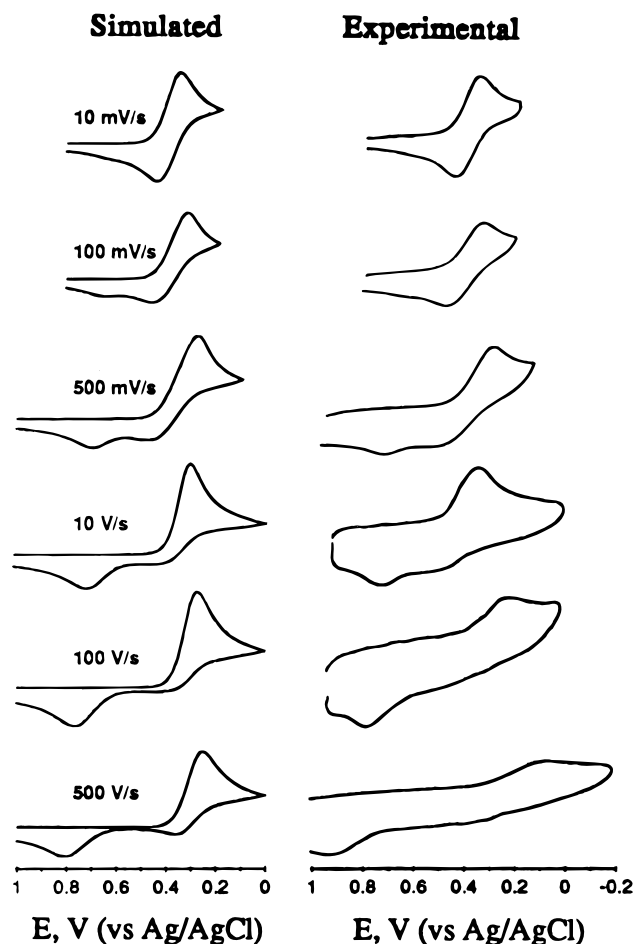 Simulated Experimental
10 mV/s
100 mV/s
500 mV/s
10 V/s
100 V/s
500 V/s
1 0.8 0.6 0.4 0.2 0 1 0.8 0.6 0.4 0.2 0 -0.2
E, V (vs Ag/AgCl) E, V (vs Ag/AgCl)